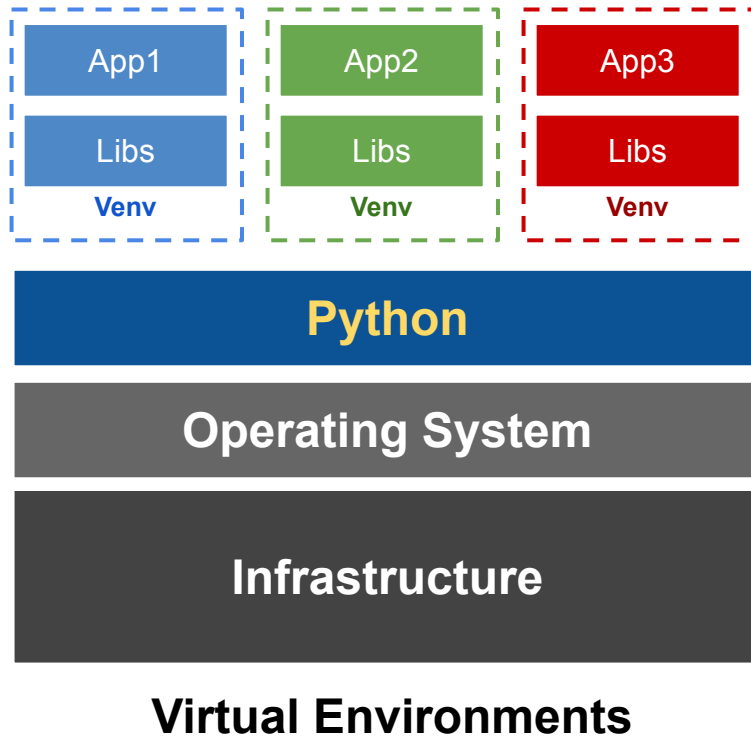 App1
App2
App3
Libs
Libs
Libs
Venv
Venv
Venv
Python
Operating System
Infrastructure
Virtual Environments